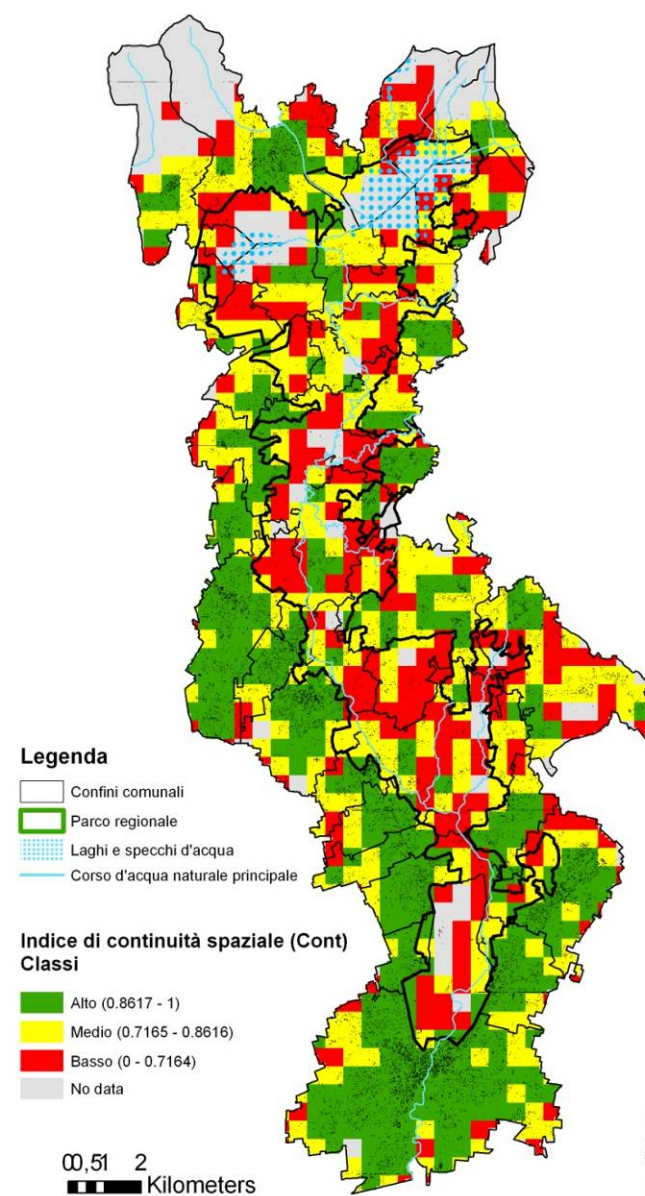 Legenda
Confini comunali
Parco regionale
Laghi e specchi d'acqua
Corso d'acqua naturale principale
Indice di continuità spaziale (Cont)
Classi
Alto (0.8617 - 1)
Medio (0.7165 - 0.8616)
Basso (0 - 0.7164)
No data
00,51 2
Kilometers